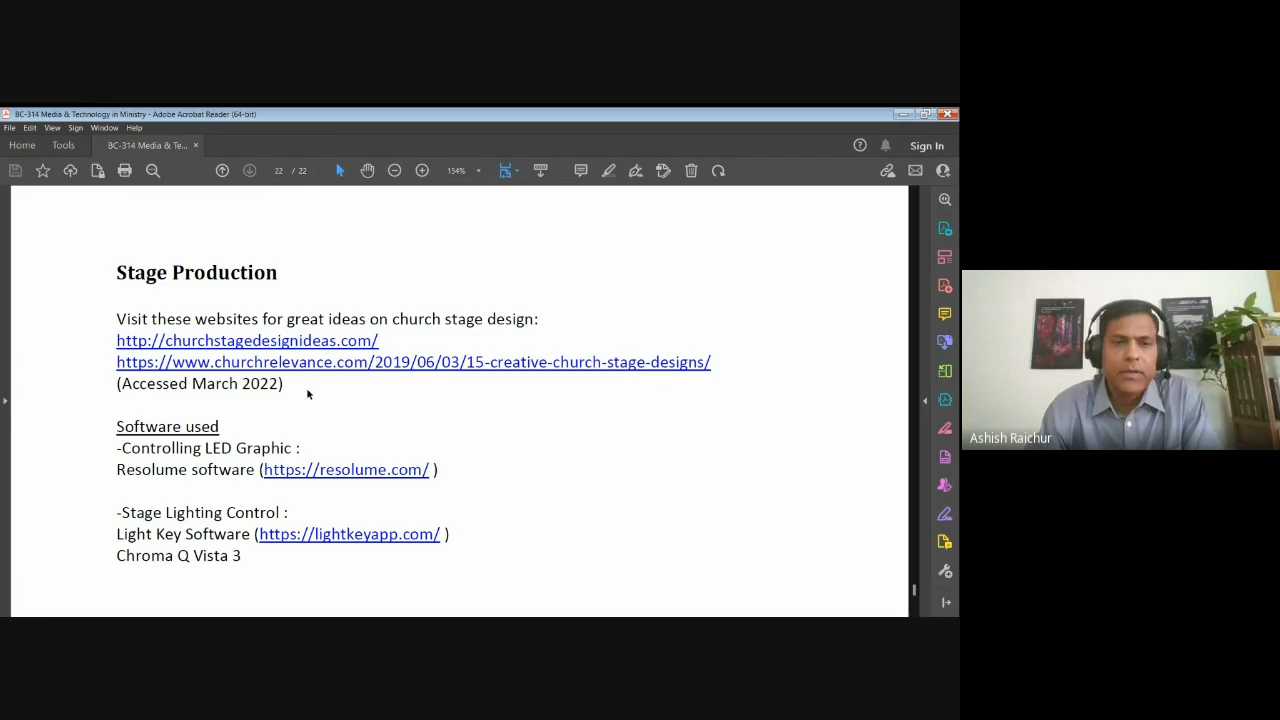 BC-314 Media & Technology in Ministry - Adobe Acrobat Reader (64-bit)
File Edit View Sign Window Help
Home Tools BC-314 Media & Te... × Sign In
22 / 22 154%
Stage Production
Visit these websites for great ideas on church stage design:
http://churchstagedesignideas.com/
https://www.churchrelevance.com/2019/06/03/15-creative-church-stage-designs/
(Accessed March 2022)
Software used
-Controlling LED Graphic :
Resolume software (https://resolume.com/ )
-Stage Lighting Control :
Light Key Software (https://lightkeyapp.com/ )
Chroma Q Vista 3
Ashish Raichur